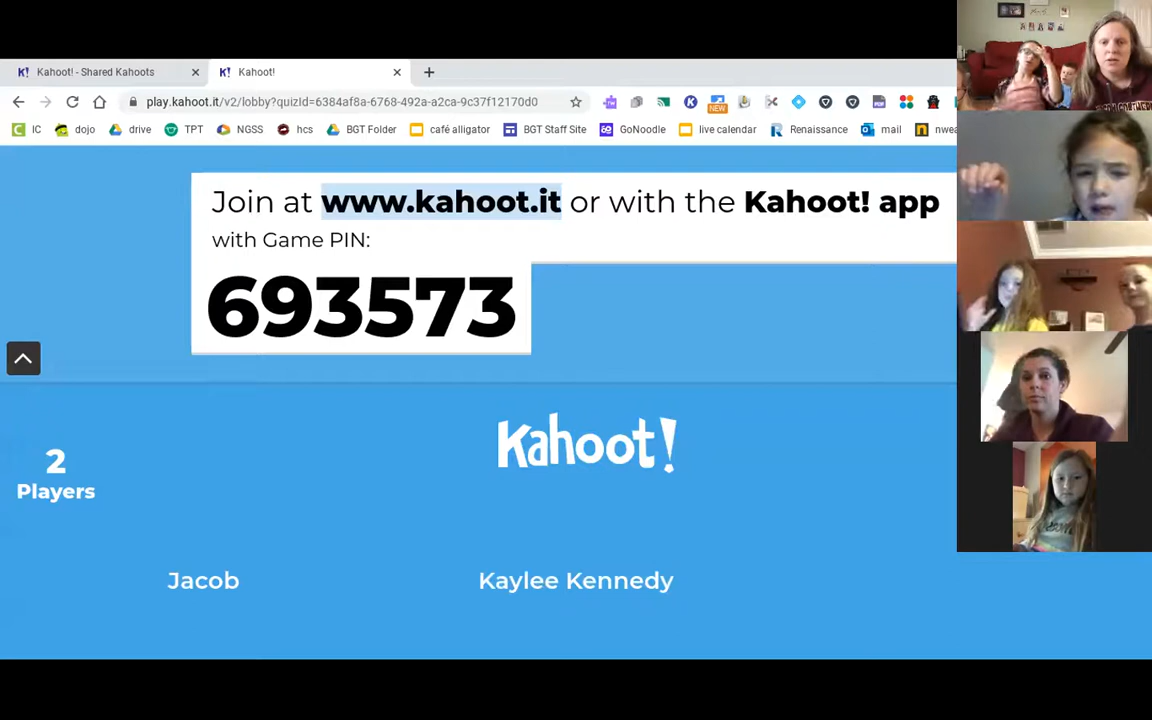 Kahoot! - Shared Kahoots
Kahoot!
play.kahoot.it/v2/lobby?quizId=6384af8a-6768-492a-a2ca-9c37f12170d0
NEW
IC dojo drive TPT NGSS hcs BGT Folder café alligator BGT Staff Site GoNoodle live calendar Renaissance mail nwea
Join at www.kahoot.it or with the Kahoot! app
with Game PIN:
693573
Kahoot!
2
Players
Jacob Kaylee Kennedy